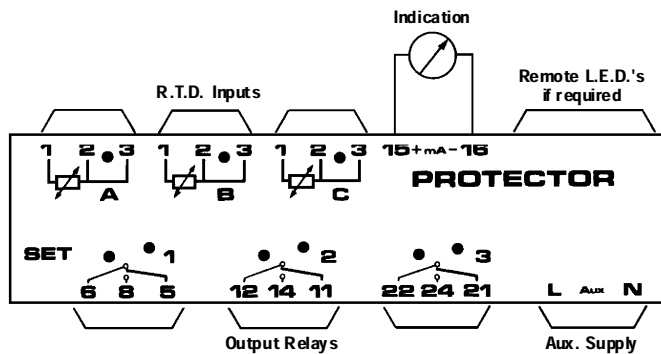 Indication
R.T.D. Inputs
Remote L.E.D.'s
if required
1 2 3 1 2 3 1 2 3 15 + mA - 16
A B C PROTECTOR
SET 1 2 3
6 8 5 12 14 11 22 24 21 L Aux N
Output Relays Aux. Supply